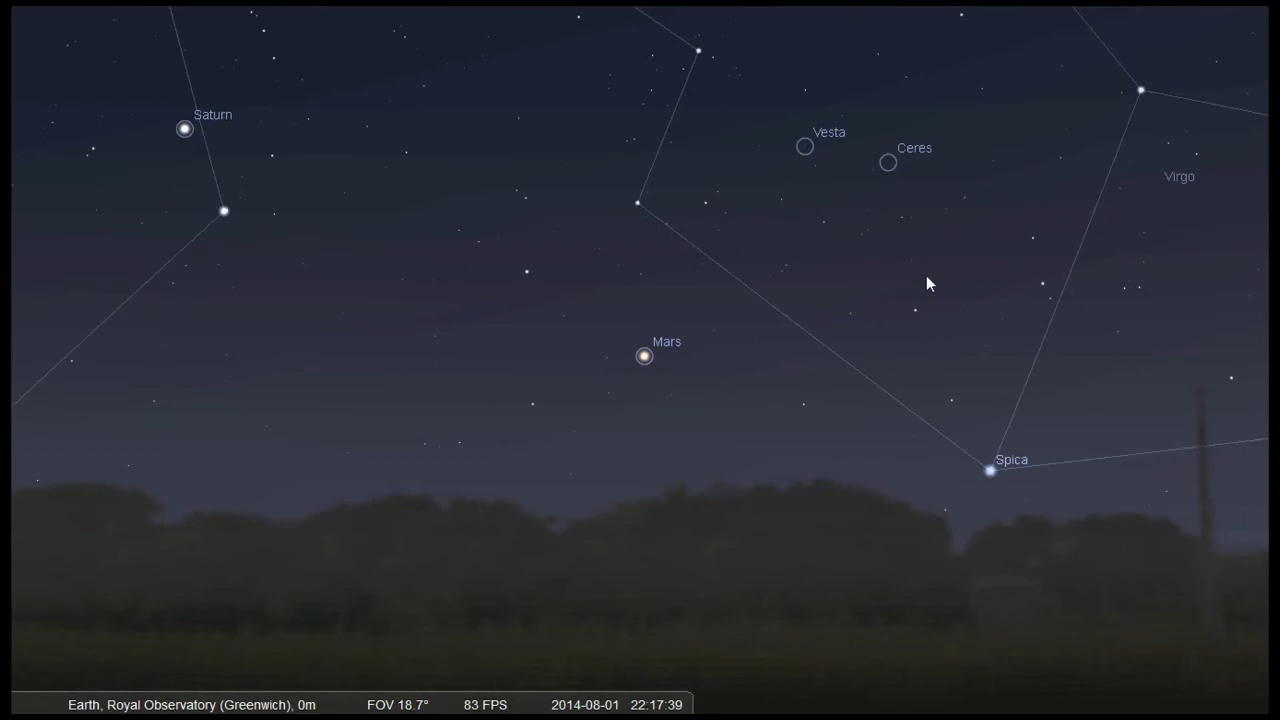 Saturn
Vesta
Ceres
Virgo
Mars
Spica
Earth, Royal Observatory (Greenwich), 0m FOV 18.7° 83 FPS 2014-08-01 22:17:39